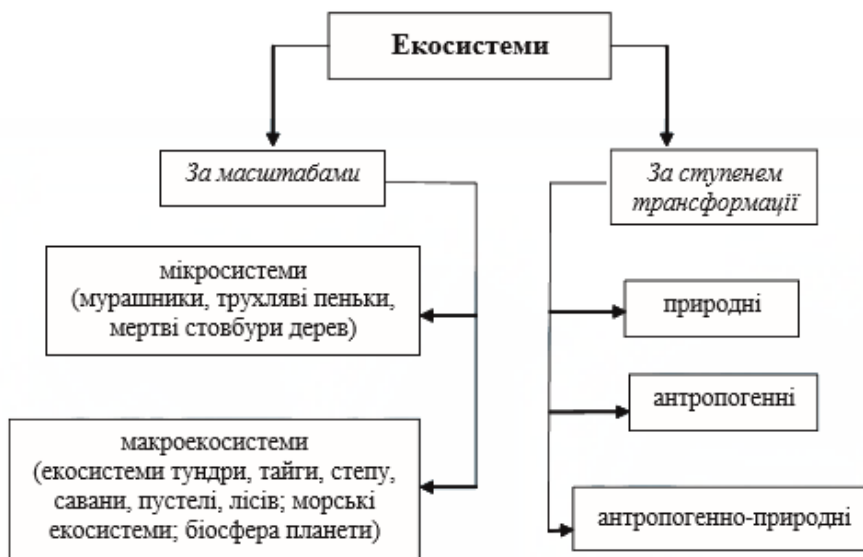 Екосистеми
За масштабами
За ступенем
трансформації
мікросистеми
(мурашники, трухляві пеньки,
мертві стовбури дерев)
природні
антропогенні
макроекосистеми
(екосистеми тундри, тайги, степу,
савани, пустелі, лісів; морські
екосистеми; біосфера планети)
антропогенно-природні